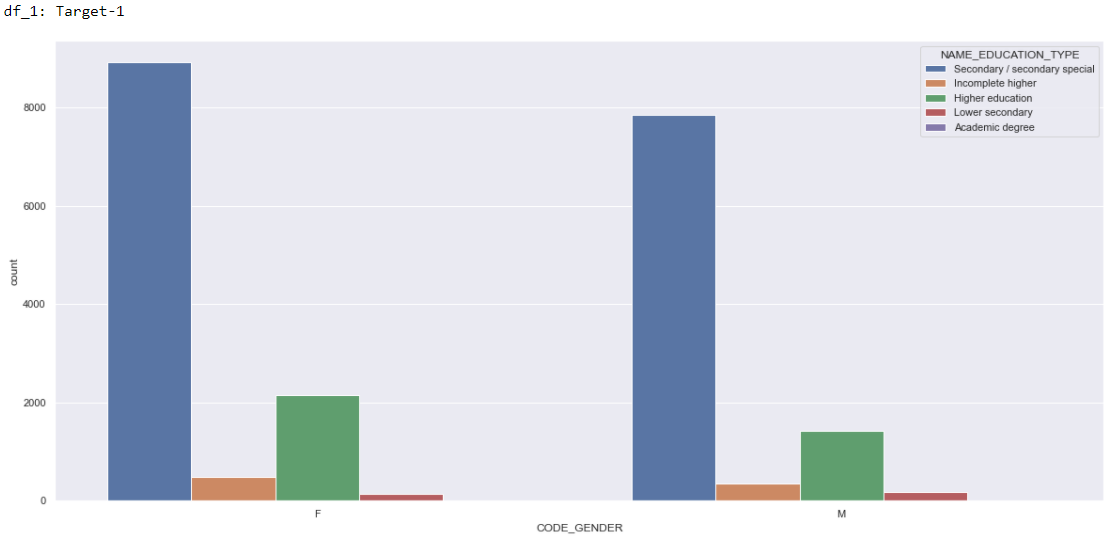 df_1: Target-1
NAME_EDUCATION_TYPE
Secondary / secondary special
Incomplete higher
Higher education
Lower secondary
Academic degree
8000
6000
count
4000
2000
0
F
M
CODE_GENDER